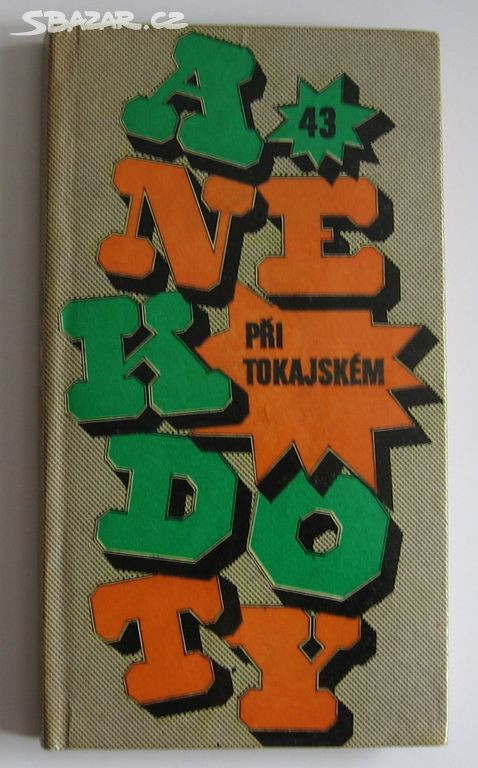 SBAZAR.CZ
A
43
NE
K
PŘI
TOKAJSKÉM
DO
TY